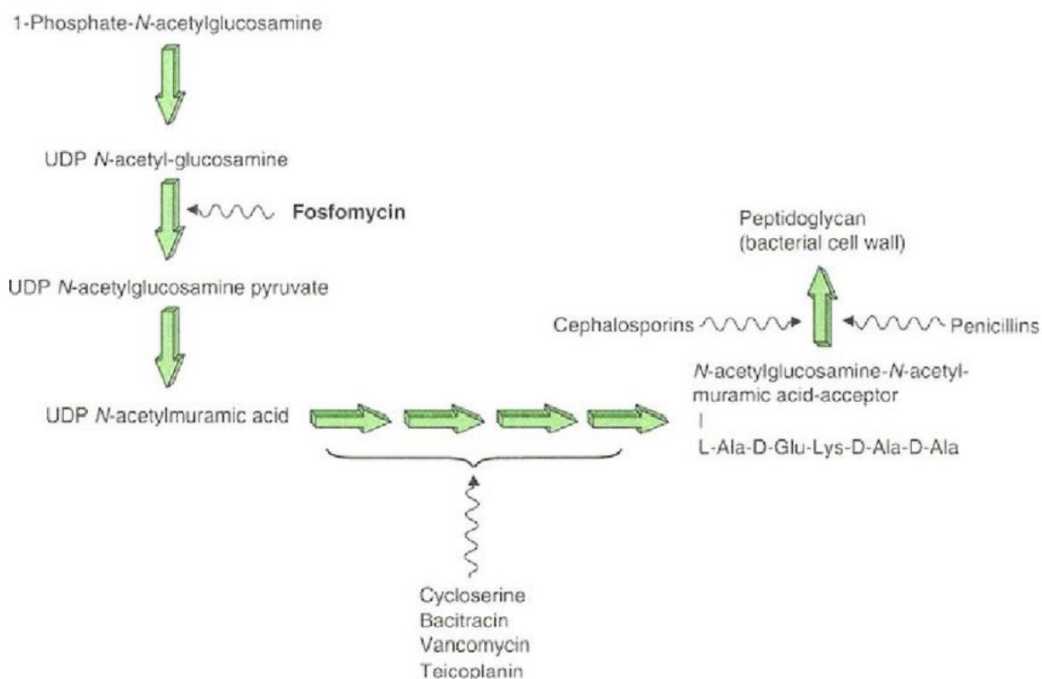 1-Phosphate-N-acetylglucosamine
UDP N-acetyl-glucosamine
Fosfomycin
UDP N-acetylglucosamine pyruvate
UDP N-acetylmuramic acid
Peptidoglycan
(bacterial cell wall)
Cephalosporins
Penicillins
N-acetylglucosamine-N-acetyl-
muramic acid-acceptor
L-Ala-D-Glu-Lys-D-Ala-D-Ala
Cycloserine
Bacitracin
Vancomycin
Teicoplanin